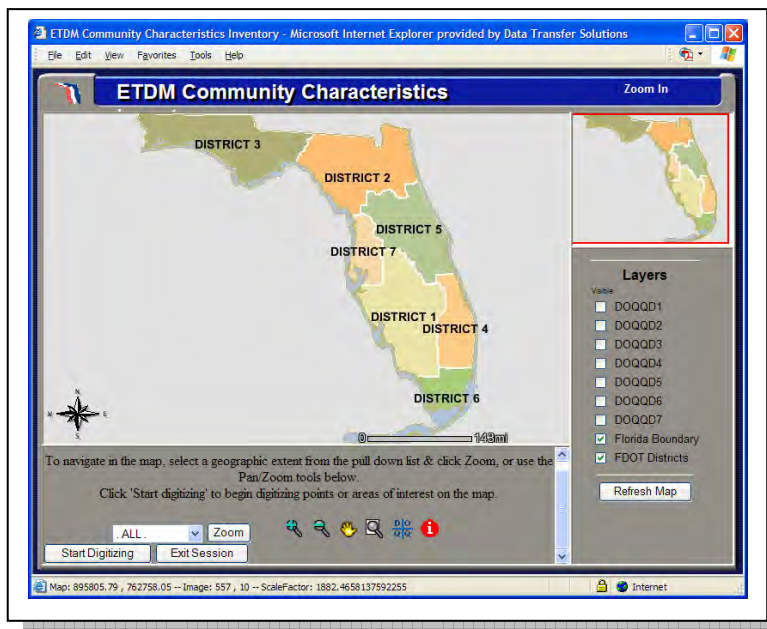 ETDM Community Characteristics Inventory - Microsoft Internet Explorer provided by Data Transfer Solutions
File Edit View Favorites Tools Help
ETDM Community Characteristics
Zoom In
DISTRICT 3
DISTRICT 2
DISTRICT 5
DISTRICT 7
DISTRICT 1
DISTRICT 4
DISTRICT 6
N
W E
S
0 148mi
Layers
Visible
DOQQD1
DOQQD2
DOQQD3
DOQQD4
DOQQD5
DOQQD6
DOQQD7
Florida Boundary
FDOT Districts
Refresh Map
To navigate in the map, select a geographic extent from the pull down list & click Zoom, or use the
Pan/Zoom tools below.
Click 'Start digitizing' to begin digitizing points or areas of interest on the map.
. ALL . Zoom
Start Digitizing Exit Session
Map: 895805.79 , 762758.05 -- Image: 557 , 10 -- ScaleFactor: 1882.4658137592255
Internet